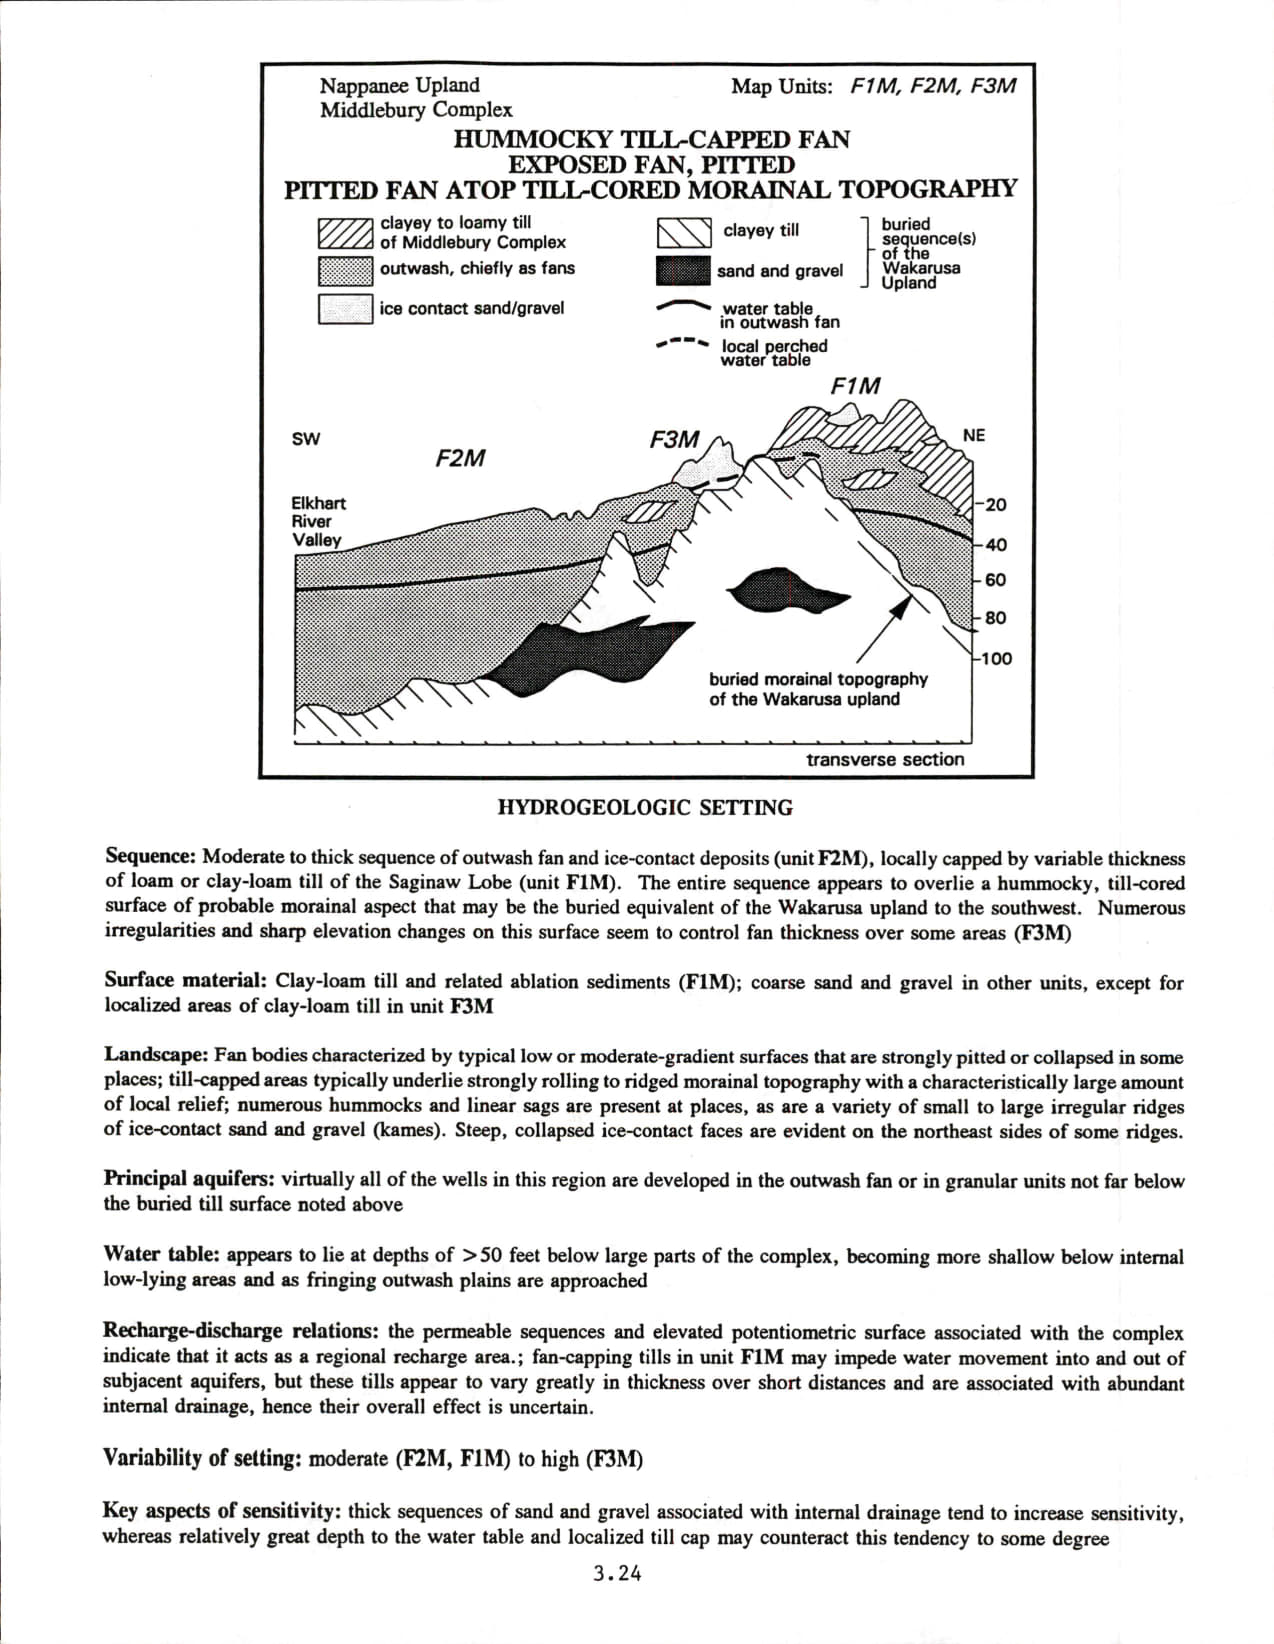 Nappanee Upland
Middlebury Complex
Map Units: F1M, F2M, F3M
HUMMOCKY TILL-CAPPED FAN
EXPOSED FAN, PITTED
PITTED FAN ATOP TILL-CORED MORAINAL TOPOGRAPHY
clayey to loamy till
of Middlebury Complex
outwash, chiefly as fans
ice contact sand/gravel
clayey till
sand and gravel
buried
sequence(s)
of the
Wakarusa
Upland
water table
in outwash fan
local perched
water table
F1M
SW
F2M
F3M
NE
Elkhart
River
Valley
20
40
60
80
100
buried morainal topography
of the Wakarusa upland
transverse section
HYDROGEOLOGIC SETTING
Sequence: Moderate to thick sequence of outwash fan and ice-contact deposits (unit F2M), locally capped by variable thickness
of loam or clay-loam till of the Saginaw Lobe (unit F1M). The entire sequence appears to overlie a hummocky, till-cored
surface of probable morainal aspect that may be the buried equivalent of the Wakarusa upland to the southwest. Numerous
irregularities and sharp elevation changes on this surface seem to control fan thickness over some areas (F3M)
Surface material: Clay-loam till and related ablation sediments (F1M); coarse sand and gravel in other units, except for
localized areas of clay-loam till in unit F3M
Landscape: Fan bodies characterized by typical low or moderate-gradient surfaces that are strongly pitted or collapsed in some
places; till-capped areas typically underlie strongly rolling to ridged morainal topography with a characteristically large amount
of local relief; numerous hummocks and linear sags are present at places, as are a variety of small to large irregular ridges
of ice-contact sand and gravel (kames). Steep, collapsed ice-contact faces are evident on the northeast sides of some ridges.
Principal aquifers: virtually all of the wells in this region are developed in the outwash fan or in granular units not far below
the buried till surface noted above
Water table: appears to lie at depths of >50 feet below large parts of the complex, becoming more shallow below internal
low-lying areas and as fringing outwash plains are approached
Recharge-discharge relations: the permeable sequences and elevated potentiometric surface associated with the complex
indicate that it acts as a regional recharge area.; fan-capping tills in unit F1M may impede water movement into and out of
subjacent aquifers, but these tills appear to vary greatly in thickness over short distances and are associated with abundant
internal drainage, hence their overall effect is uncertain.
Variability of setting: moderate (F2M, F1M) to high (F3M)
Key aspects of sensitivity: thick sequences of sand and gravel associated with internal drainage tend to increase sensitivity,
whereas relatively great depth to the water table and localized till cap may counteract this tendency to some degree
3.24